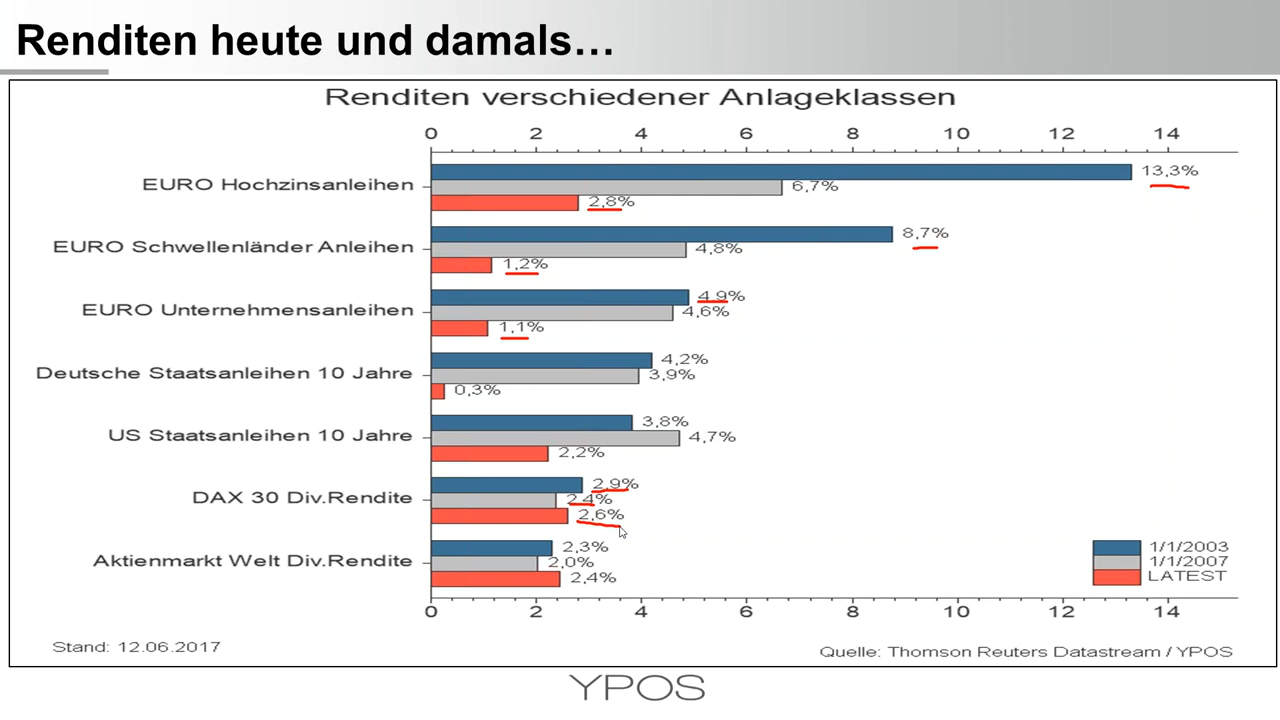 Renditen heute und damals…
Renditen verschiedener Anlageklassen
0 2 4 6 8 10 12 14
EURO Hochzinsanleihen
13,3%
6,7%
2,8%
EURO Schwellenländer Anleihen
8,7%
4,8%
1,2%
EURO Unternehmensanleihen
4,9%
4,6%
1,1%
Deutsche Staatsanleihen 10 Jahre
4,2%
3,9%
0,3%
US Staatsanleihen 10 Jahre
3,8%
4,7%
2,2%
DAX 30 Div.Rendite
2,9%
2,4%
2,6%
Aktienmarkt Welt Div.Rendite
2,3%
2,0%
2,4%
1/1/2003
1/1/2007
LATEST
0 2 4 6 8 10 12 14
Stand: 12.06.2017
Quelle: Thomson Reuters Datastream / YPOS
YPOS